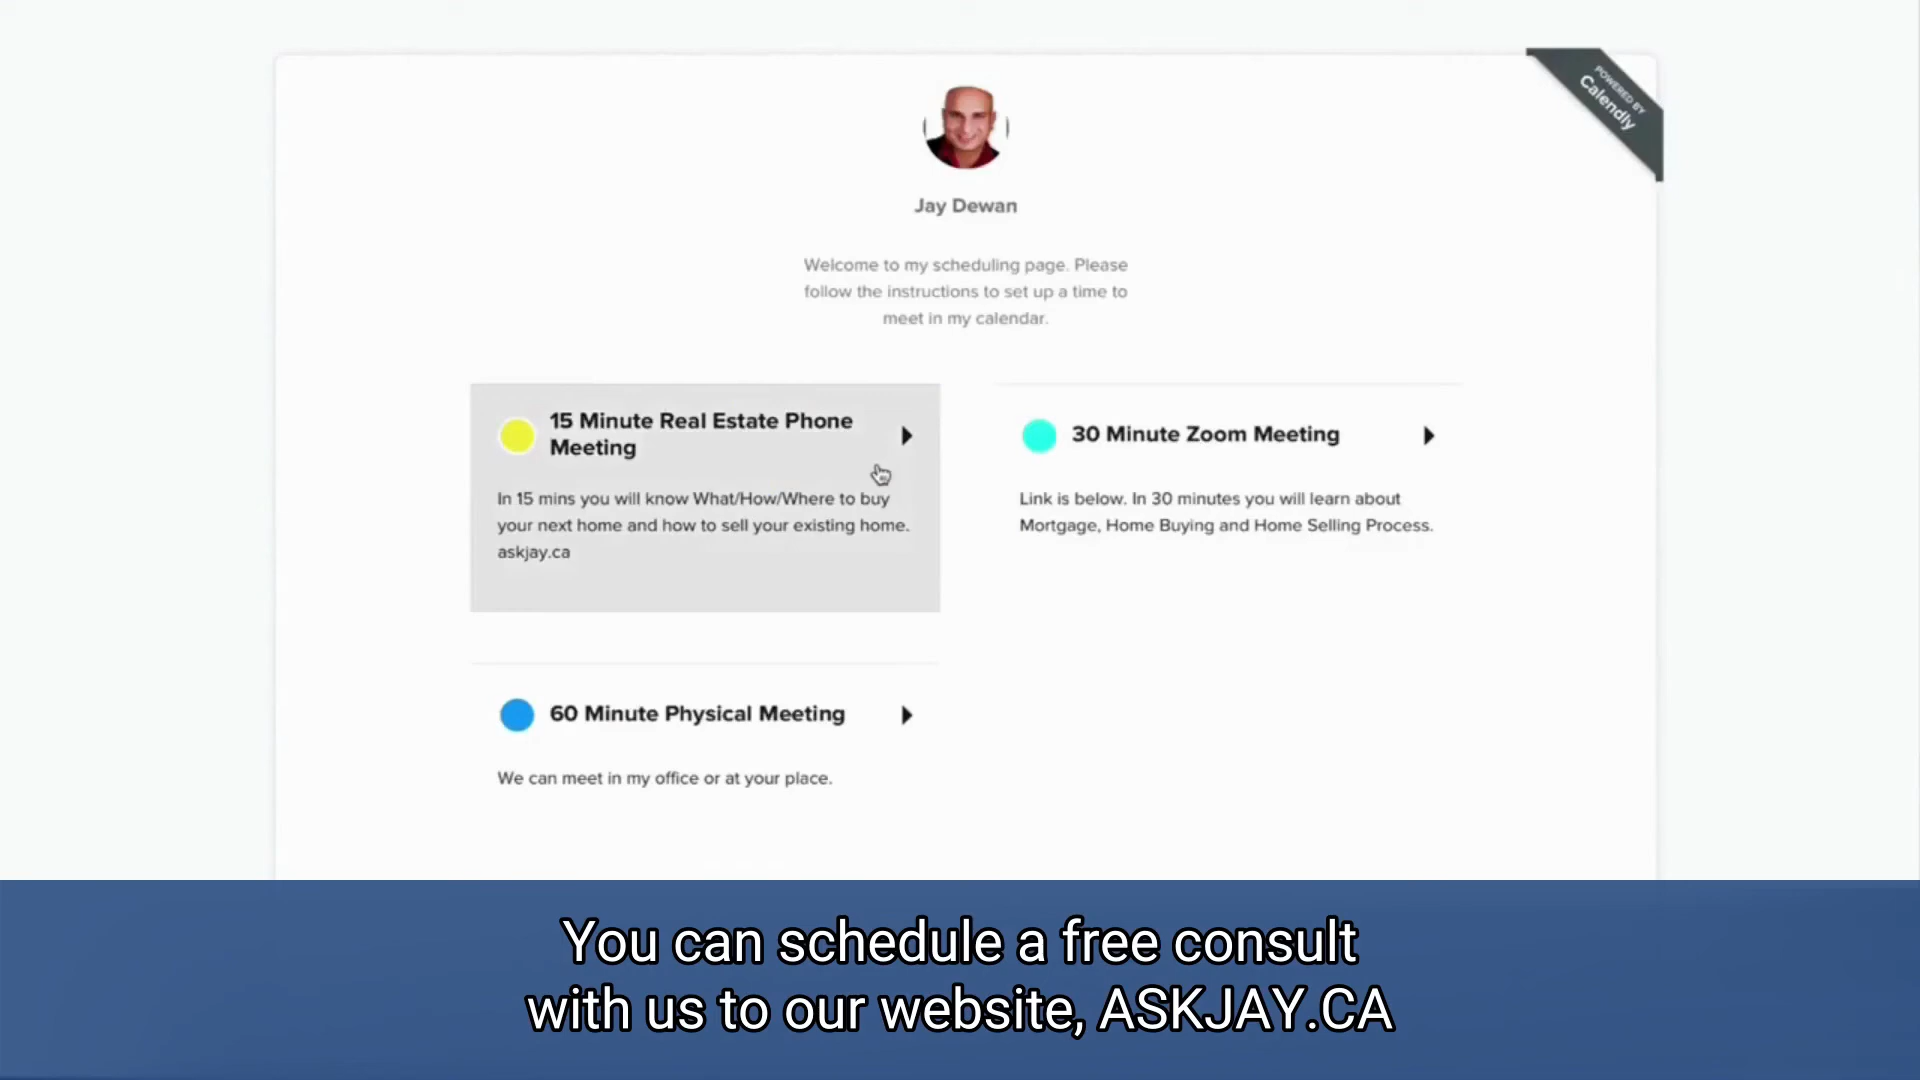 POWERED BY
Calendly
Jay Dewan
Welcome to my scheduling page. Please
follow the instructions to set up a time to
meet in my calendar.
15 Minute Real Estate Phone
Meeting
In 15 mins you will know What/How/Where to buy
your next home and how to sell your existing home.
askjay.ca
30 Minute Zoom Meeting
Link is below. In 30 minutes you will learn about
Mortgage, Home Buying and Home Selling Process.
60 Minute Physical Meeting
We can meet in my office or at your place.
You can schedule a free consult
with us to our website, ASKJAY.CA